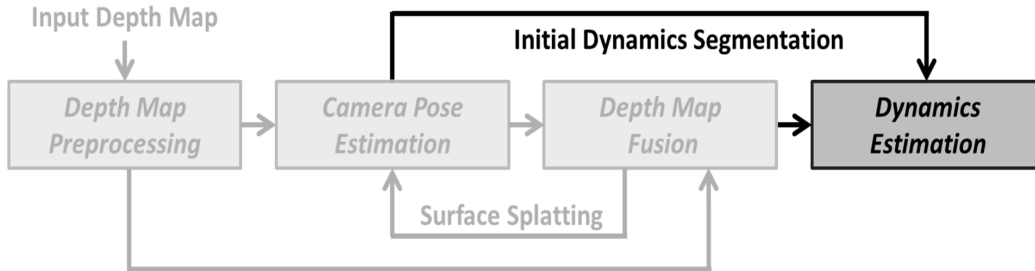 Input Depth Map
Initial Dynamics Segmentation
Depth Map
Preprocessing
Camera Pose
Estimation
Depth Map
Fusion
Dynamics
Estimation
Surface Splatting